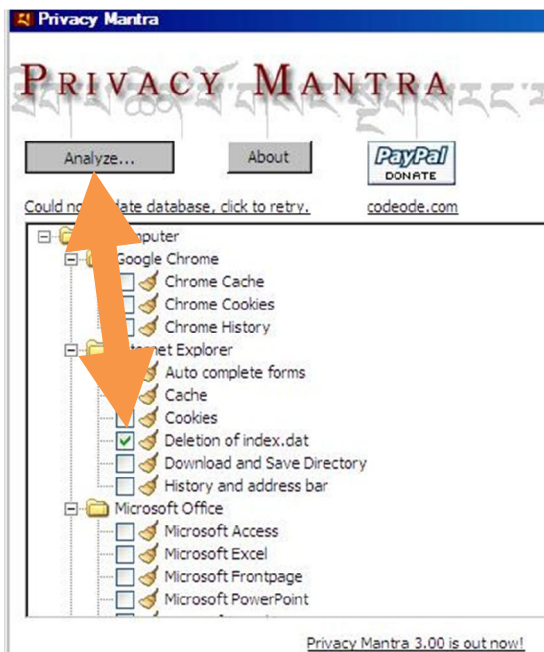 Privacy Mantra
PRIVACY MANTRA
Analyze...
About
PayPal
DONATE
Could no date database, click to retry.
codeode.com
puter
Google Chrome
Chrome Cache
Chrome Cookies
Chrome History
ternet Explorer
Auto complete forms
Cache
Cookies
Deletion of index.dat
Download and Save Directory
History and address bar
Microsoft Office
Microsoft Access
Microsoft Excel
Microsoft Frontpage
Microsoft PowerPoint
Privacy Mantra 3.00 is out now!